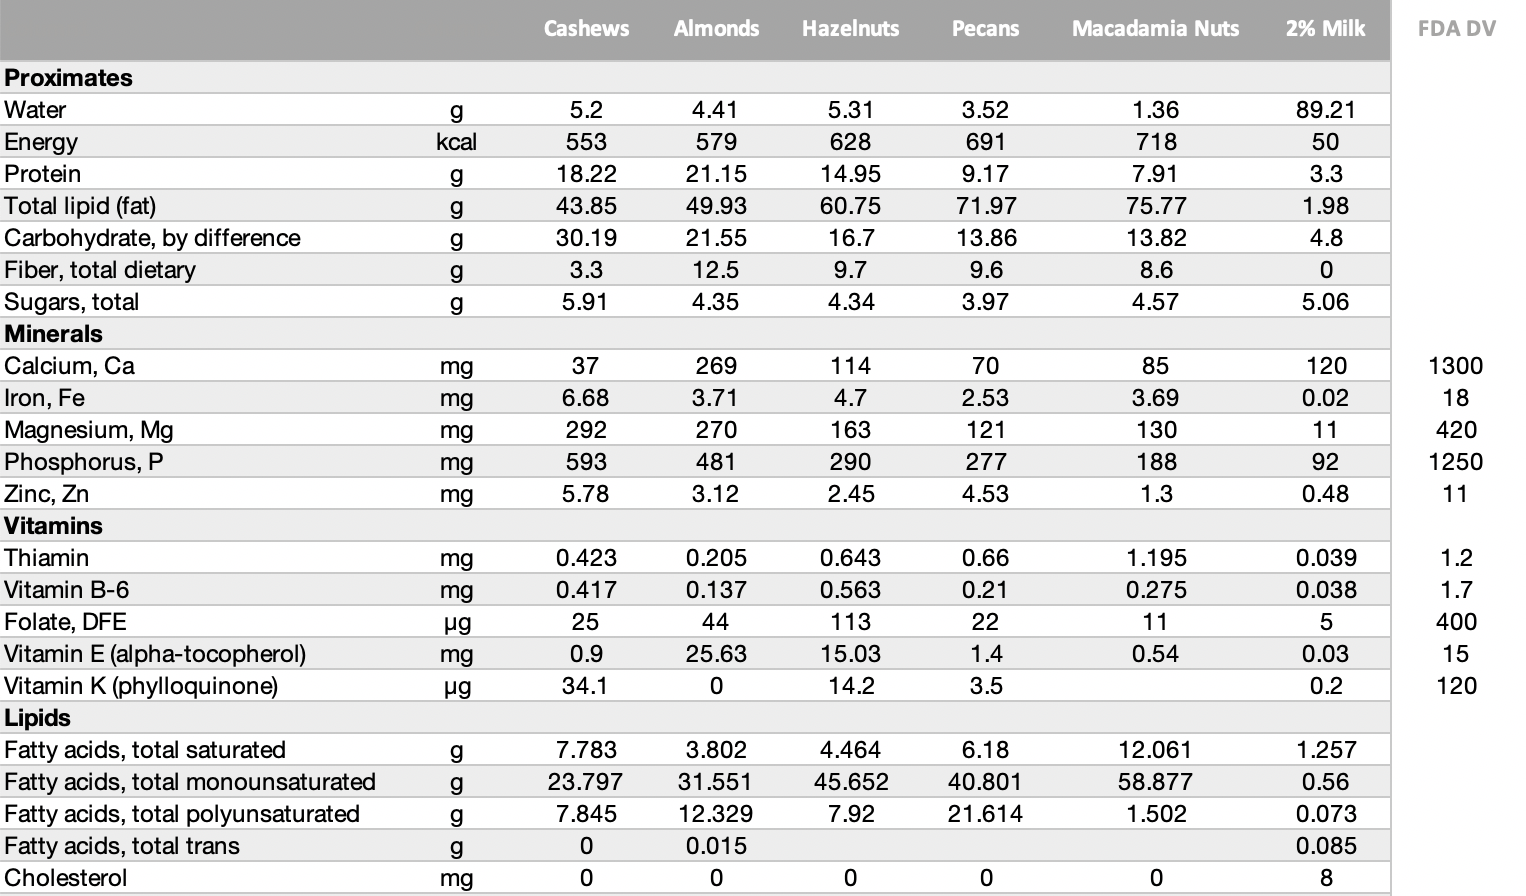 Cashews Almonds Hazelnuts Pecans Macadamia Nuts 2% Milk FDA DV
Proximates
Water g 5.2 4.41 5.31 3.52 1.36 89.21
Energy kcal 553 579 628 691 718 50
Protein g 18.22 21.15 14.95 9.17 7.91 3.3
Total lipid (fat) g 43.85 49.93 60.75 71.97 75.77 1.98
Carbohydrate, by difference g 30.19 21.55 16.7 13.86 13.82 4.8
Fiber, total dietary g 3.3 12.5 9.7 9.6 8.6 0
Sugars, total g 5.91 4.35 4.34 3.97 4.57 5.06
Minerals
Calcium, Ca mg 37 269 114 70 85 120 1300
Iron, Fe mg 6.68 3.71 4.7 2.53 3.69 0.02 18
Magnesium, Mg mg 292 270 163 121 130 11 420
Phosphorus, P mg 593 481 290 277 188 92 1250
Zinc, Zn mg 5.78 3.12 2.45 4.53 1.3 0.48 11
Vitamins
Thiamin mg 0.423 0.205 0.643 0.66 1.195 0.039 1.2
Vitamin B-6 mg 0.417 0.137 0.563 0.21 0.275 0.038 1.7
Folate, DFE µg 25 44 113 22 11 5 400
Vitamin E (alpha-tocopherol) mg 0.9 25.63 15.03 1.4 0.54 0.03 15
Vitamin K (phylloquinone) µg 34.1 0 14.2 3.5 0.2 120
Lipids
Fatty acids, total saturated g 7.783 3.802 4.464 6.18 12.061 1.257
Fatty acids, total monounsaturated g 23.797 31.551 45.652 40.801 58.877 0.56
Fatty acids, total polyunsaturated g 7.845 12.329 7.92 21.614 1.502 0.073
Fatty acids, total trans g 0 0.015 0.085
Cholesterol mg 0 0 0 0 0 8